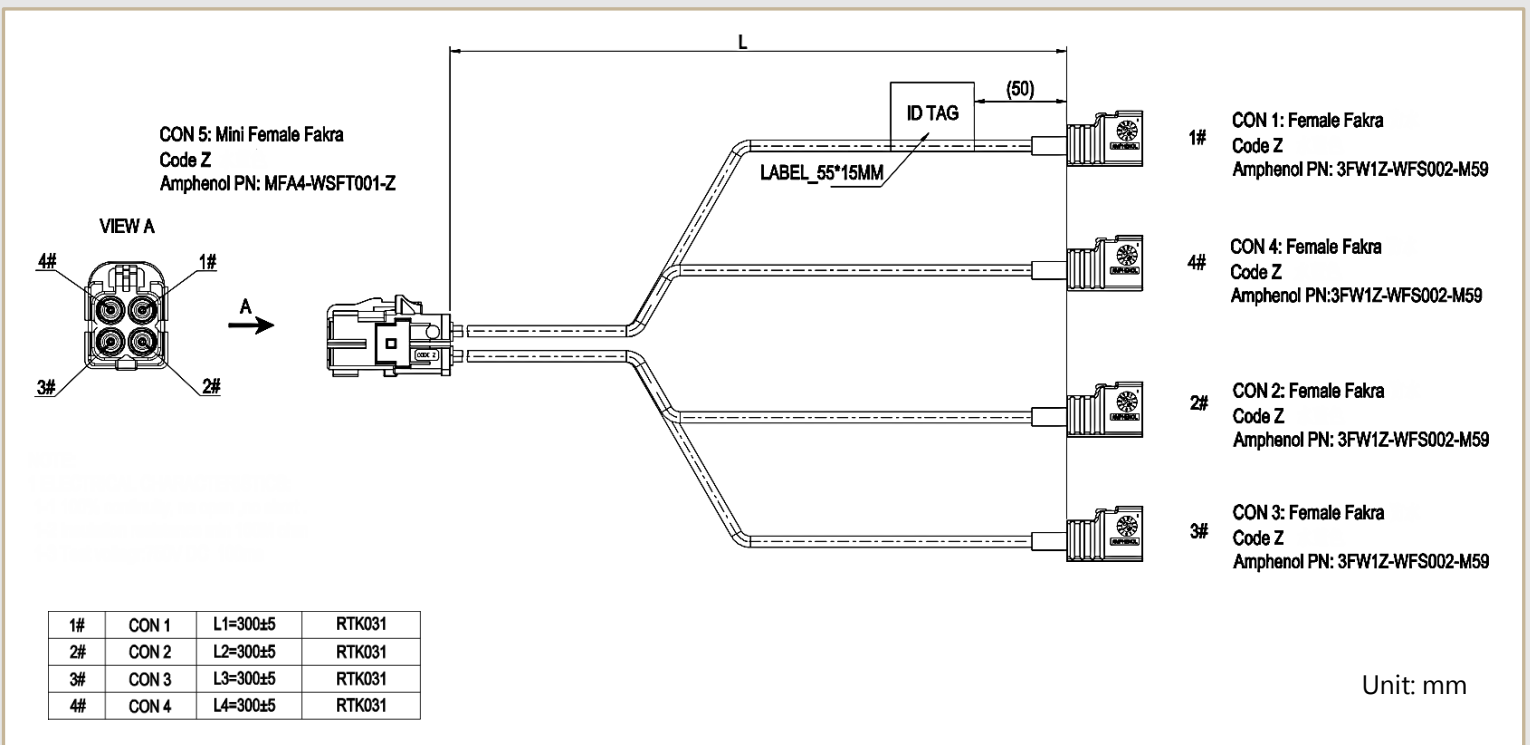 L
(50)
ID TAG
LABEL_55*15MM
CON 5: Mini Female Fakra
Code Z
Amphenol PN: MFA4-WSFT001-Z
VIEW A
4#
1#
3#
2#
A
CODE Z
AMPHENOL
1#
CON 1: Female Fakra
Code Z
Amphenol PN: 3FW1Z-WFS002-M59
AMPHENOL
4#
CON 4: Female Fakra
Code Z
Amphenol PN:3FW1Z-WFS002-M59
AMPHENOL
2#
CON 2: Female Fakra
Code Z
Amphenol PN: 3FW1Z-WFS002-M59
AMPHENOL
3#
CON 3: Female Fakra
Code Z
Amphenol PN: 3FW1Z-WFS002-M59
1# CON 1 L1=300±5 RTK031
2# CON 2 L2=300±5 RTK031
3# CON 3 L3=300±5 RTK031
4# CON 4 L4=300±5 RTK031
Unit: mm